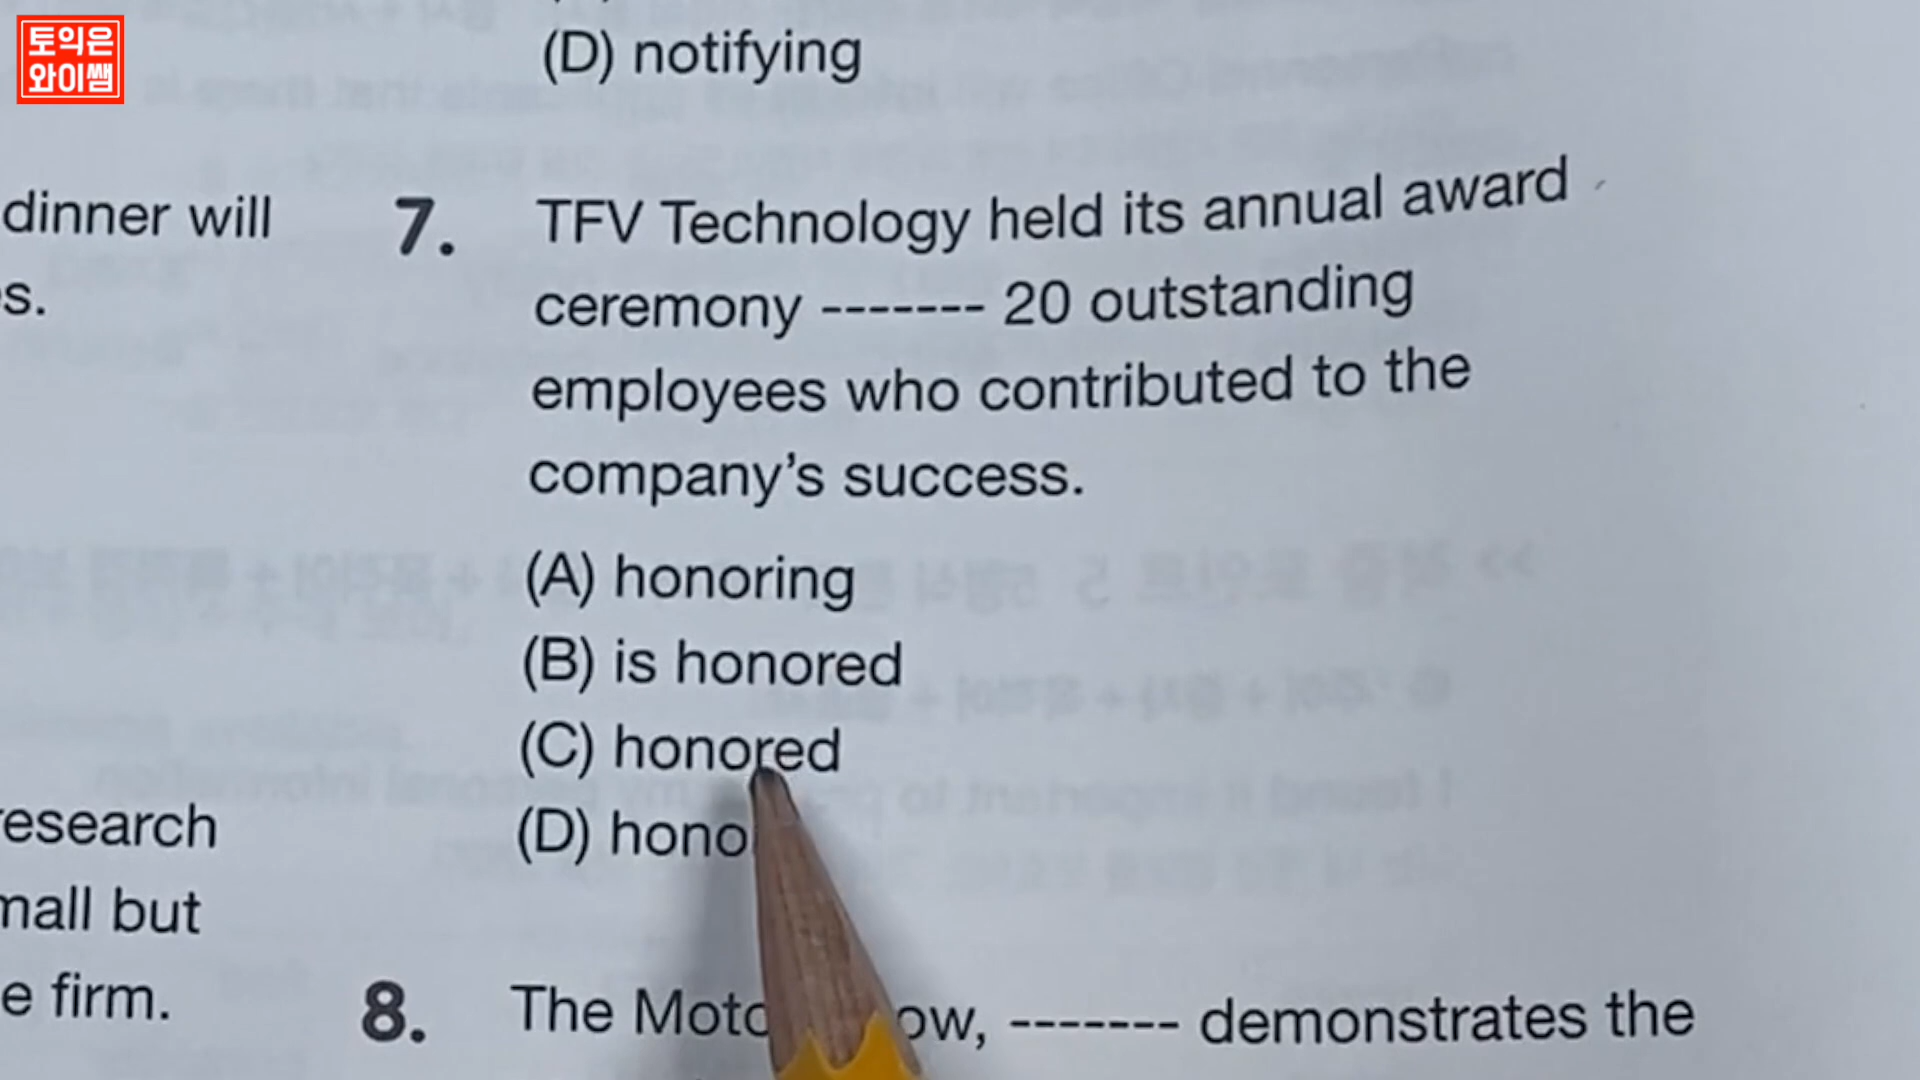 토익은
와이쌤
(D) notifying
dinner will
s.
7. TFV Technology held its annual award
ceremony ------- 20 outstanding
employees who contributed to the
company's success.
(A) honoring
(B) is honored
(C) honored
(D) hono
research
mall but
e firm.
8. The Moto ow, ------- demonstrates the